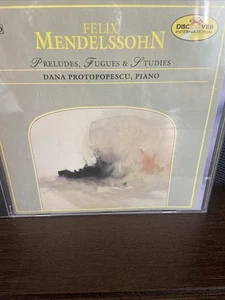 FELIX
MENDELSSOHN
PRELUDES, FUGUES & STUDIES
DANA PROTOPOPESCU, PIANO
DISCOVER
INTERNATIONAL